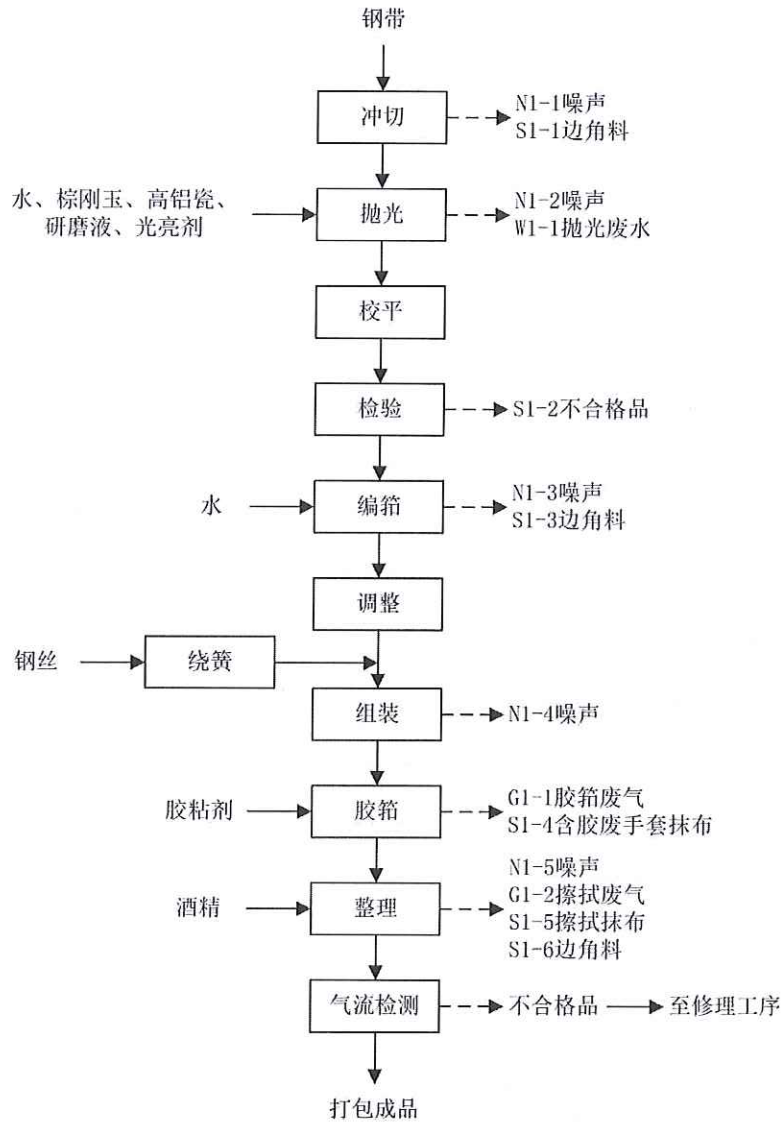 钢带
冲切
N1-1噪声
S1-1边角料
水、棕刚玉、高铝瓷、
研磨液、光亮剂
抛光
N1-2噪声
W1-1抛光废水
校平
检验
S1-2不合格品
水
编筘
N1-3噪声
S1-3边角料
调整
钢丝
绕簧
组装
N1-4噪声
胶粘剂
胶筘
G1-1胶筘废气
S1-4含胶废手套抹布
酒精
整理
N1-5噪声
G1-2擦拭废气
S1-5擦拭抹布
S1-6边角料
气流检测
不合格品
至修理工序
打包成品